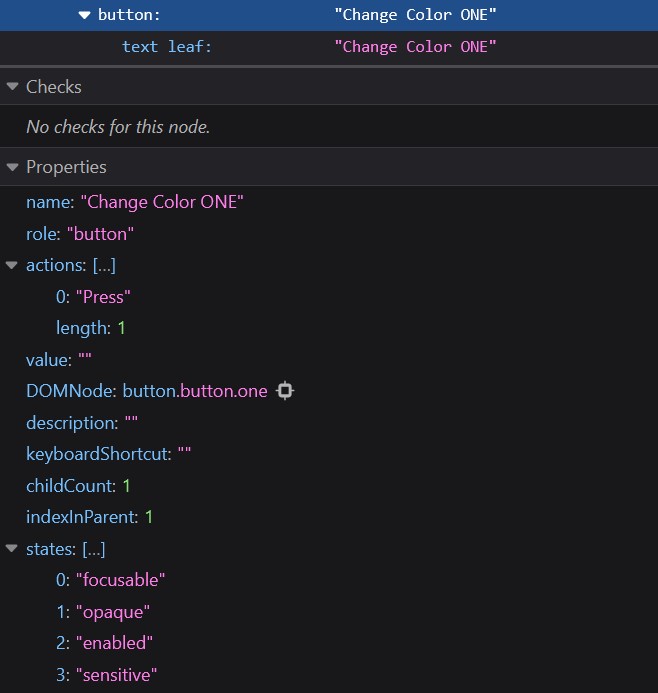 button: "Change Color ONE"
text leaf: "Change Color ONE"
Checks
No checks for this node.
Properties
name: "Change Color ONE"
role: "button"
actions: […]
0: "Press"
length: 1
value: ""
DOMNode: button.button.one
description: ""
keyboardShortcut: ""
childCount: 1
indexInParent: 1
states: […]
0: "focusable"
1: "opaque"
2: "enabled"
3: "sensitive"